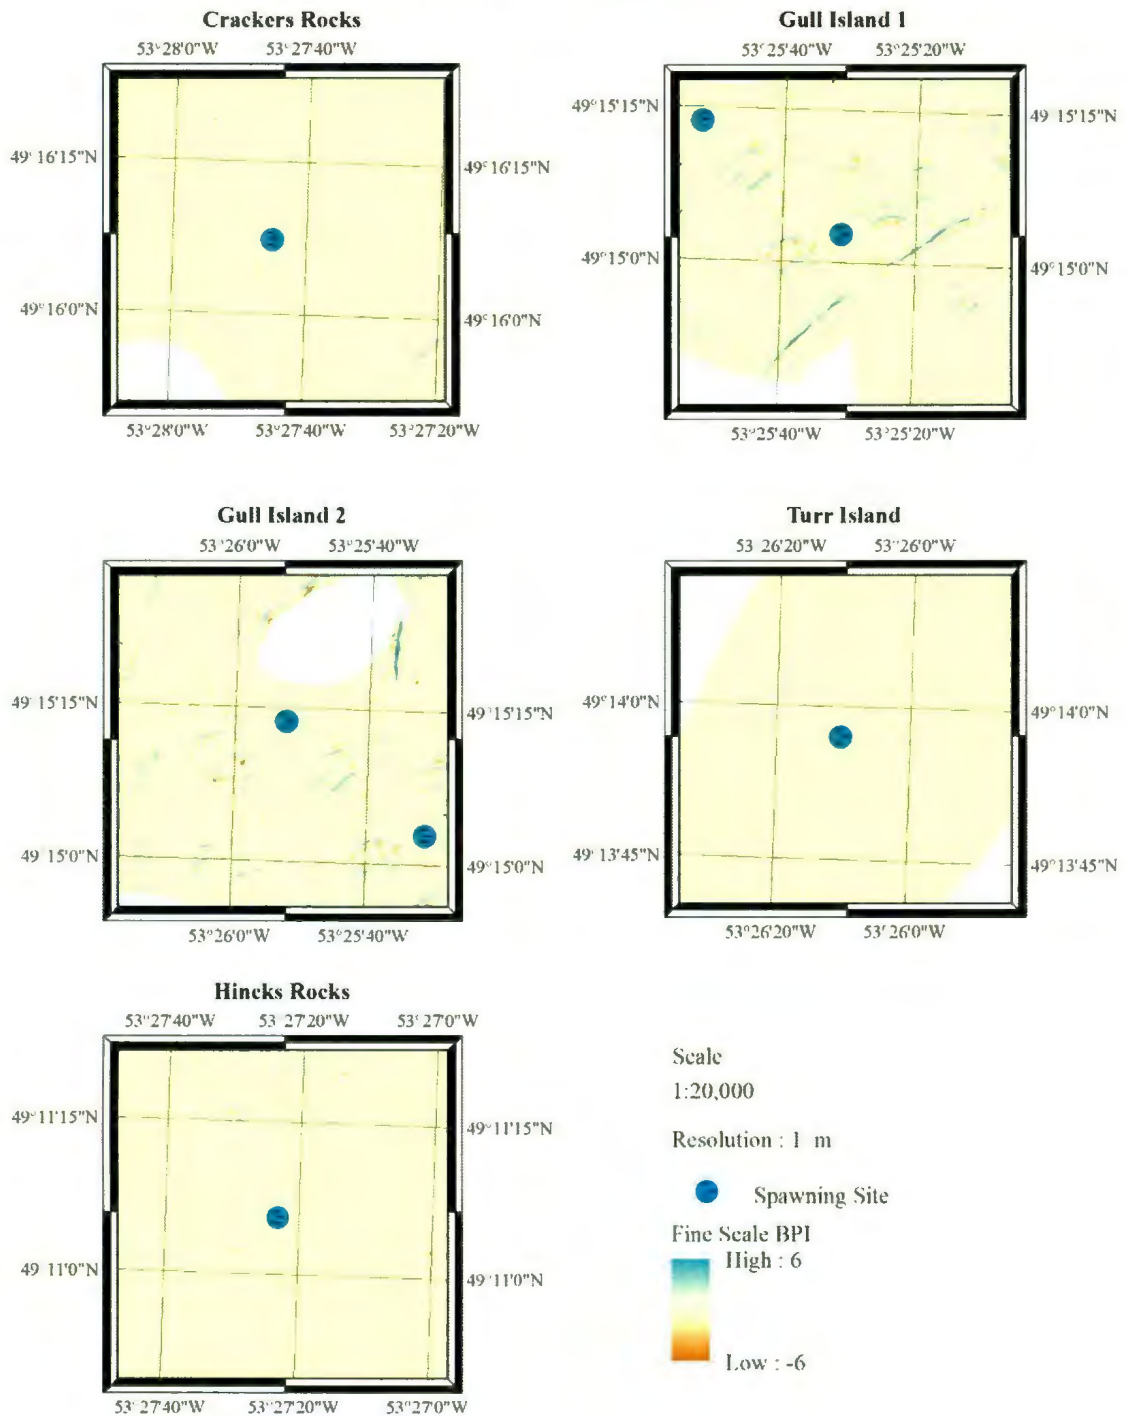 Crackers Rocks
53°28'0"W 53°27'40"W
49°16'15"N
49°16'15"N
49°16'0"N
49°16'0"N
53°28'0"W 53°27'40"W 53°27'20"W
Gull Island 1
53°25'40"W 53°25'20"W
49°15'15"N
49°15'15"N
49°15'0"N
49°15'0"N
53°25'40"W 53°25'20"W
Gull Island 2
53°26'0"W 53°25'40"W
49°15'15"N
49°15'15"N
49°15'0"N
49°15'0"N
53°26'0"W 53°25'40"W
Turr Island
53°26'20"W 53°26'0"W
49°14'0"N
49°14'0"N
49°13'45"N
49°13'45"N
53°26'20"W 53°26'0"W
Hincks Rocks
53°27'40"W 53°27'20"W 53°27'0"W
49°11'15"N
49°11'15"N
49°11'0"N
49°11'0"N
53°27'40"W 53°27'20"W 53°27'0"W
Scale
1:20,000
Resolution : 1 m
Spawning Site
Fine Scale BPI
High : 6
Low : -6